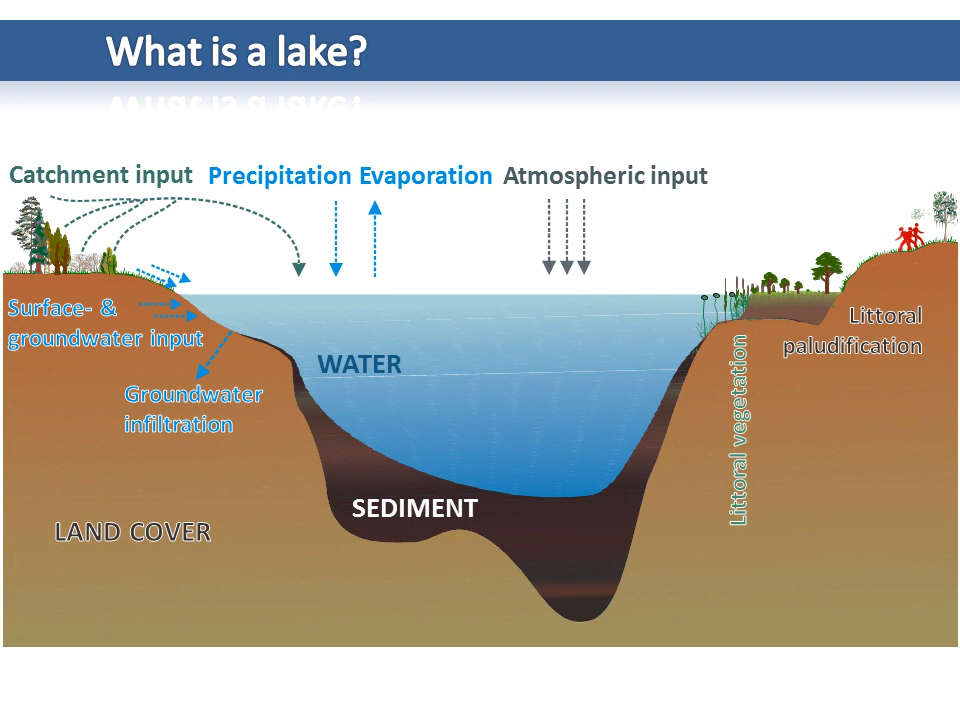 What is a lake?
Catchment input Precipitation Evaporation Atmospheric input
Surface- &
groundwater input
Littoral
paludification
WATER
Groundwater
infiltration
Littoral vegetation
SEDIMENT
LAND COVER